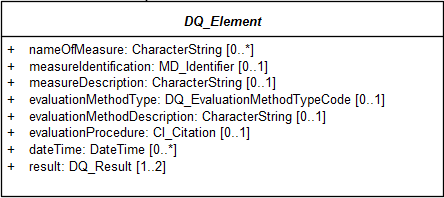 DQ_Element
+ nameOfMeasure: CharacterString [0..*]
+ measureIdentification: MD_Identifier [0..1]
+ measureDescription: CharacterString [0..1]
+ evaluationMethodType: DQ_EvaluationMethodTypeCode [0..1]
+ evaluationMethodDescription: CharacterString [0..1]
+ evaluationProcedure: CI_Citation [0..1]
+ dateTime: DateTime [0..*]
+ result: DQ_Result [1..2]